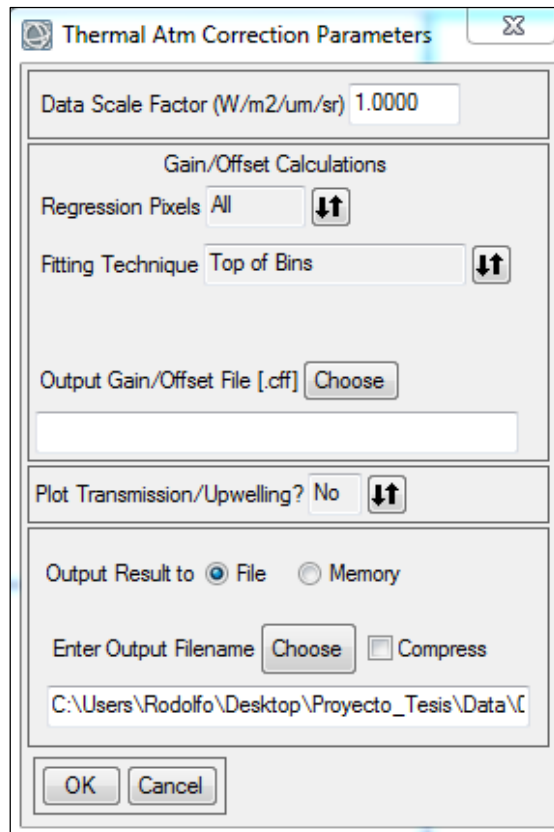 Thermal Atm Correction Parameters
Data Scale Factor (W/m2/um/sr) 1.0000
Gain/Offset Calculations
Regression Pixels All
Fitting Technique Top of Bins
Output Gain/Offset File [.cff] Choose
Plot Transmission/Upwelling? No
Output Result to File Memory
Enter Output Filename Choose Compress
C:\Users\Rodolfo\Desktop\Proyecto_Tesis\Data\
OK Cancel